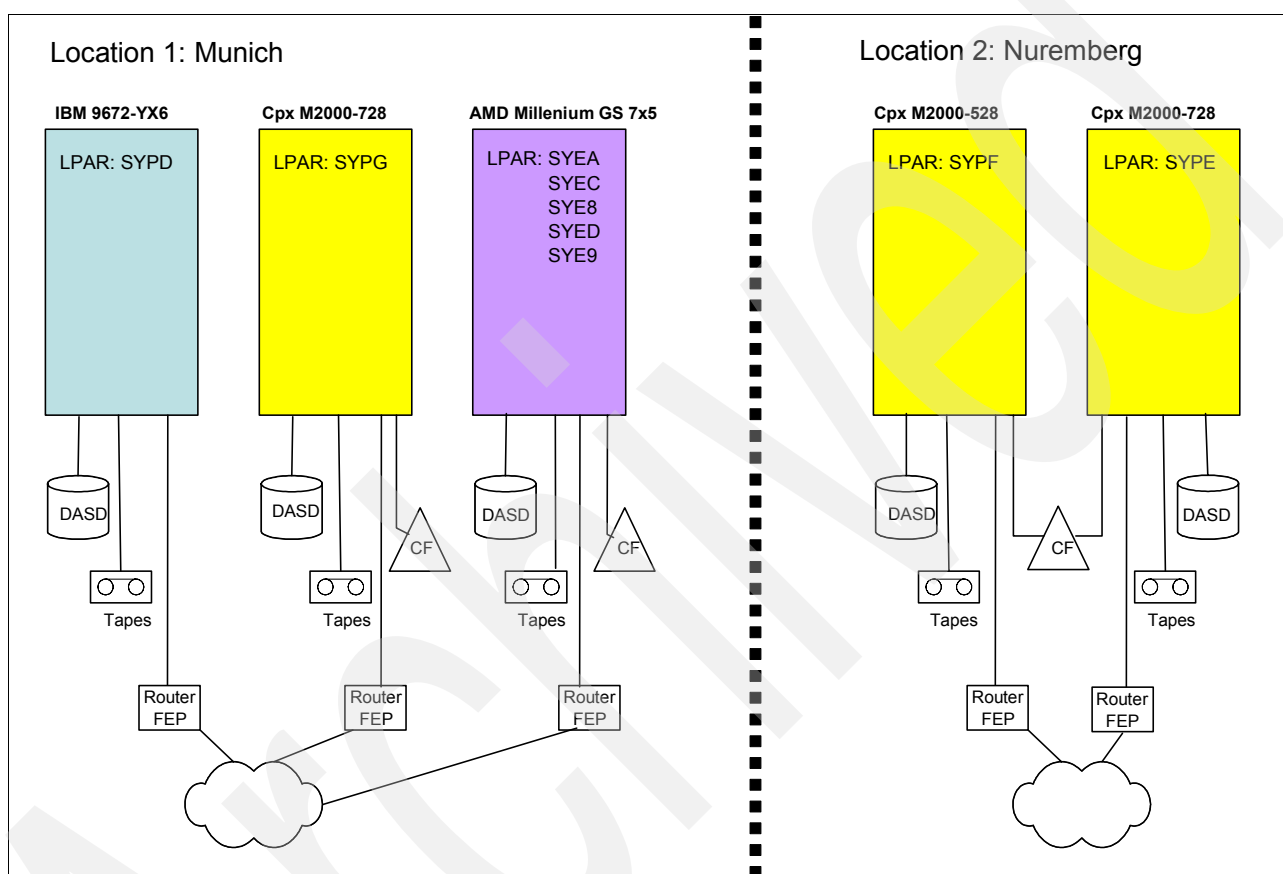 Location 1: Munich
Location 2: Nuremberg
IBM 9672-YX6
Cpx M2000-728
AMD Millenium GS 7x5
Cpx M2000-528
Cpx M2000-728
LPAR: SYPD
LPAR: SYPG
LPAR: SYEA
SYEC
SYE8
SYED
SYE9
LPAR: SYPF
LPAR: SYPE
DASD
DASD
DASD
DASD
DASD
CF
CF
CF
Tapes
Tapes
Tapes
Tapes
Tapes
Router
FEP
Router
FEP
Router
FEP
Router
FEP
Router
FEP
Archived